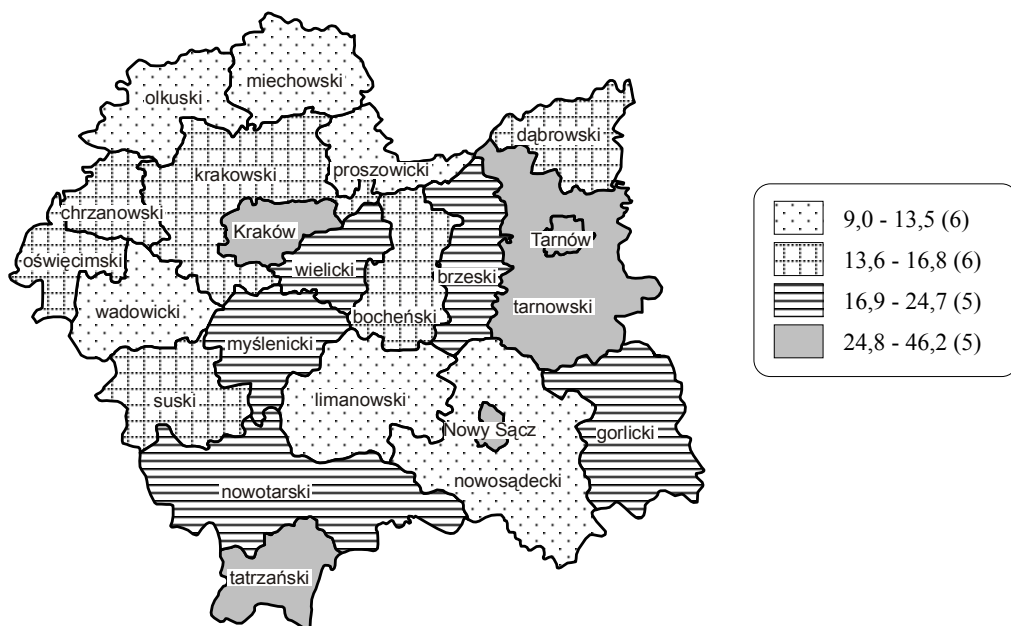 miechowski
olkuski
dąbrowski
proszowicki
krakowski
chrzanowski
Kraków
Tarnów
oświęcimski
wielicki
brzeski
wadowicki
bocheński
tarnowski
myślenicki
suski
limanowski
Nowy Sącz
gorlicki
nowosądecki
nowotarski
tatrzański
9,0 - 13,5 (6)
13,6 - 16,8 (6)
16,9 - 24,7 (5)
24,8 - 46,2 (5)